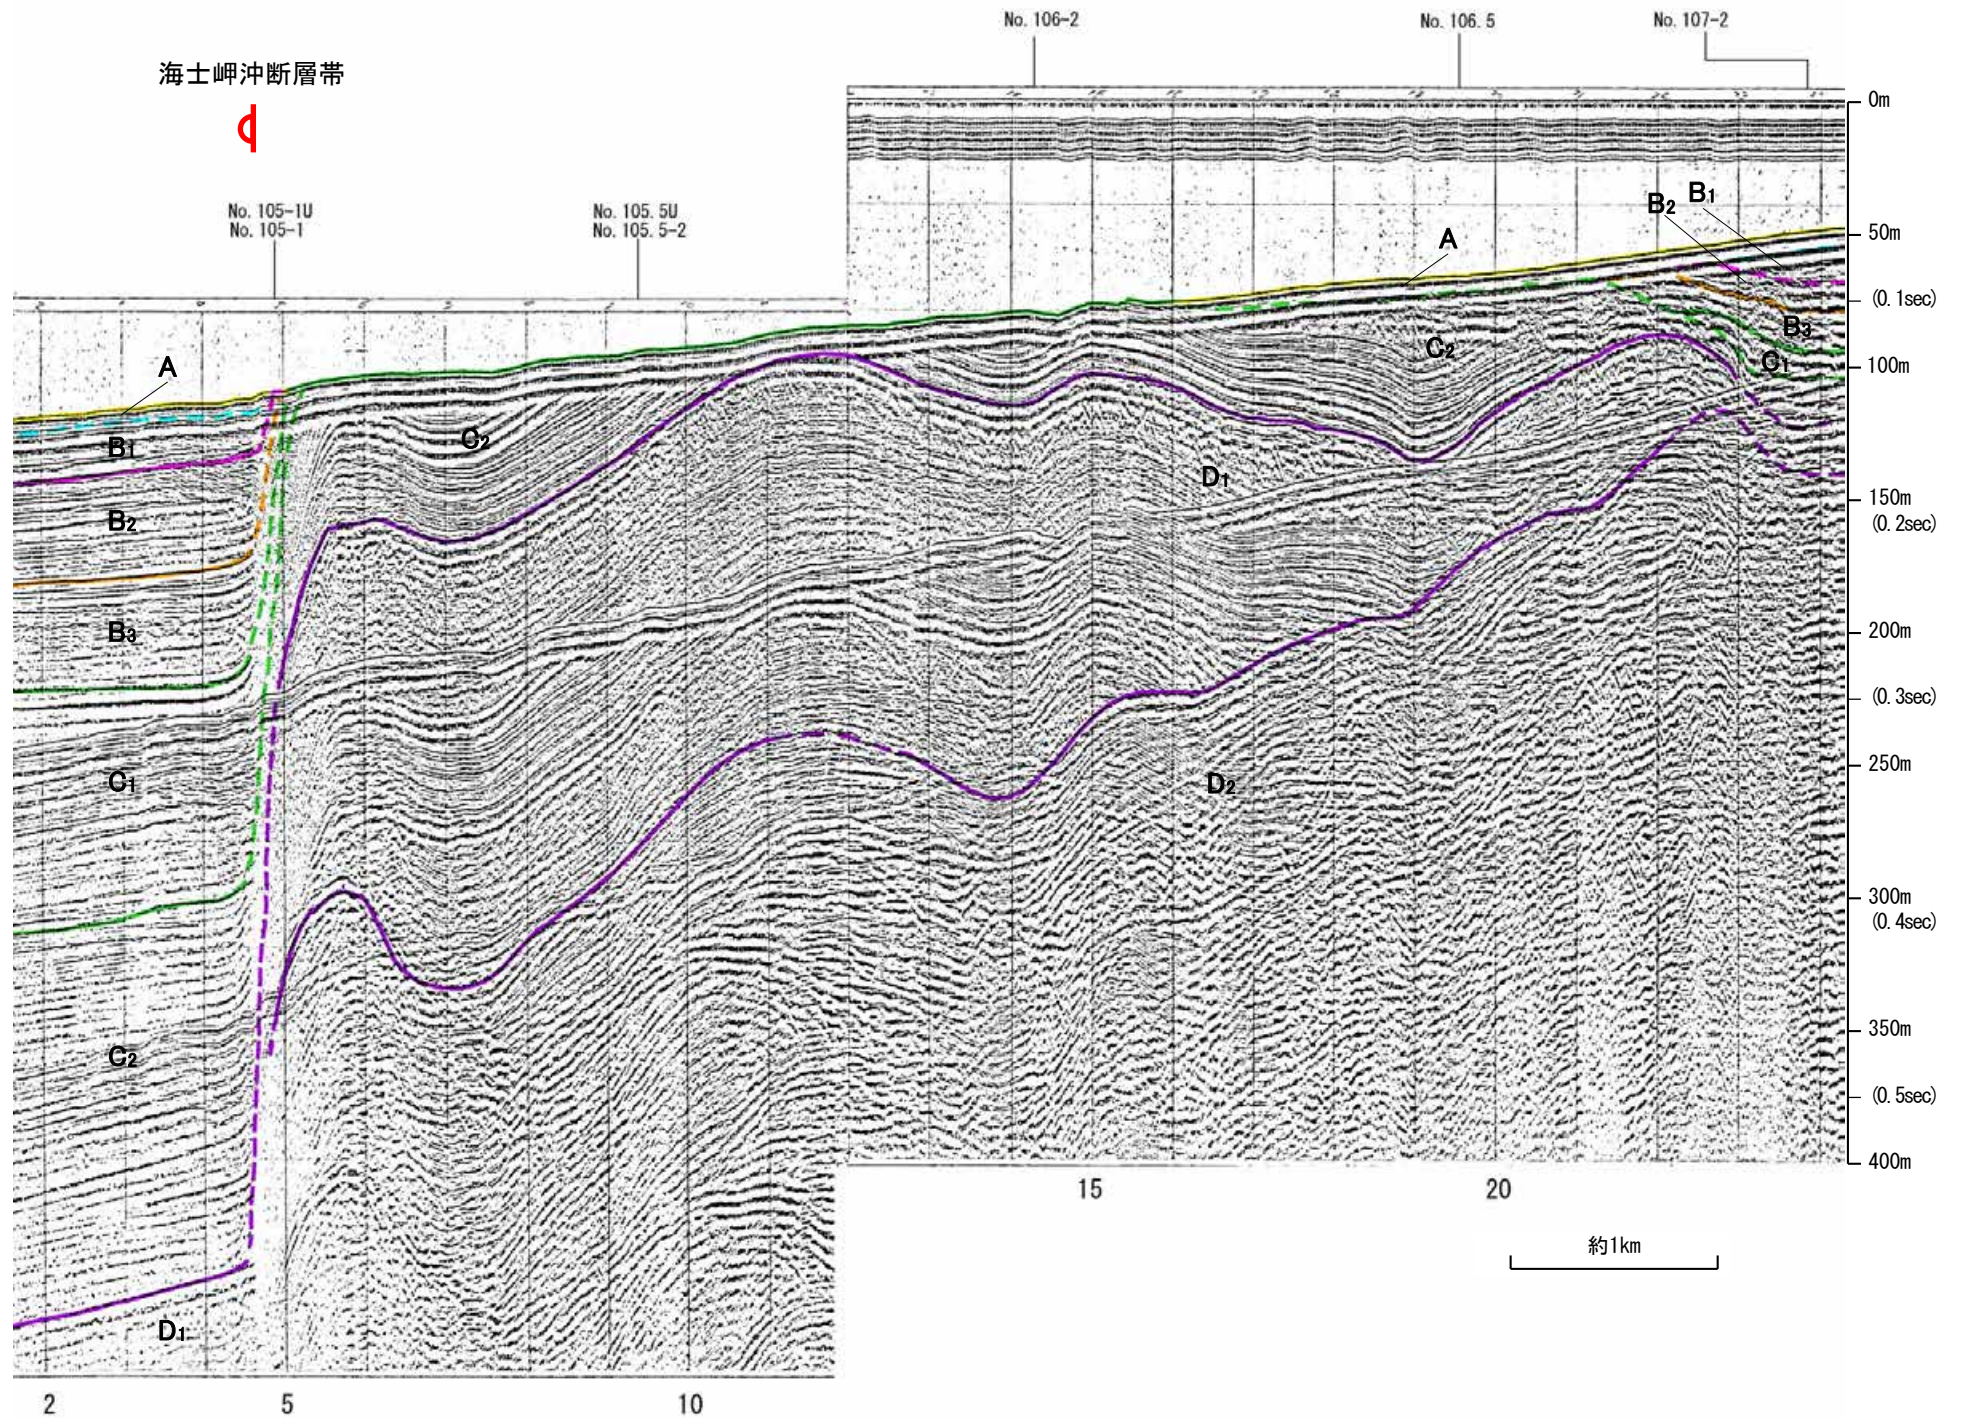 No. 106-2
No. 106. 5
No. 107-2
海士岬沖断層帯
0m
B1
B2
No. 105-1U
No. 105-1
No. 105. 5U
No. 105. 5-2
A
50m
(0. 1sec)
B3
C2
C1
100m
A
B1
C2
D1
150m
B2
(0. 2sec)
B3
200m
(0. 3sec)
C1
D2
250m
300m
(0. 4sec)
C2
350m
(0. 5sec)
400m
15
20
約1km
D1
2
5
10